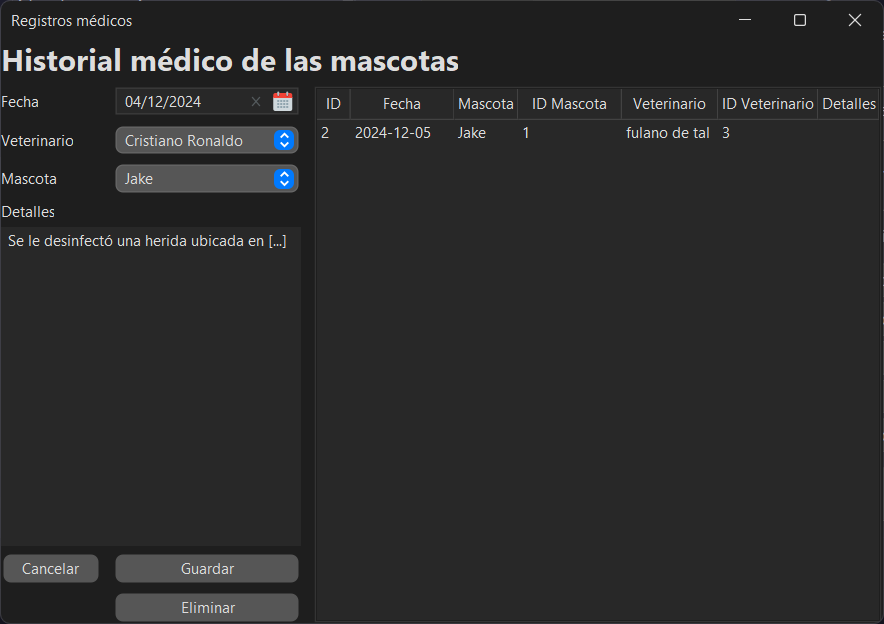 Registros médicos
Historial médico de las mascotas
Fecha
04/12/2024
Veterinario
Cristiano Ronaldo
Mascota
Jake
Detalles
Se le desinfectó una herida ubicada en [...]
Cancelar
Guardar
Eliminar
ID Fecha Mascota ID Mascota Veterinario ID Veterinario Detalles
2 2024-12-05 Jake 1 fulano de tal 3